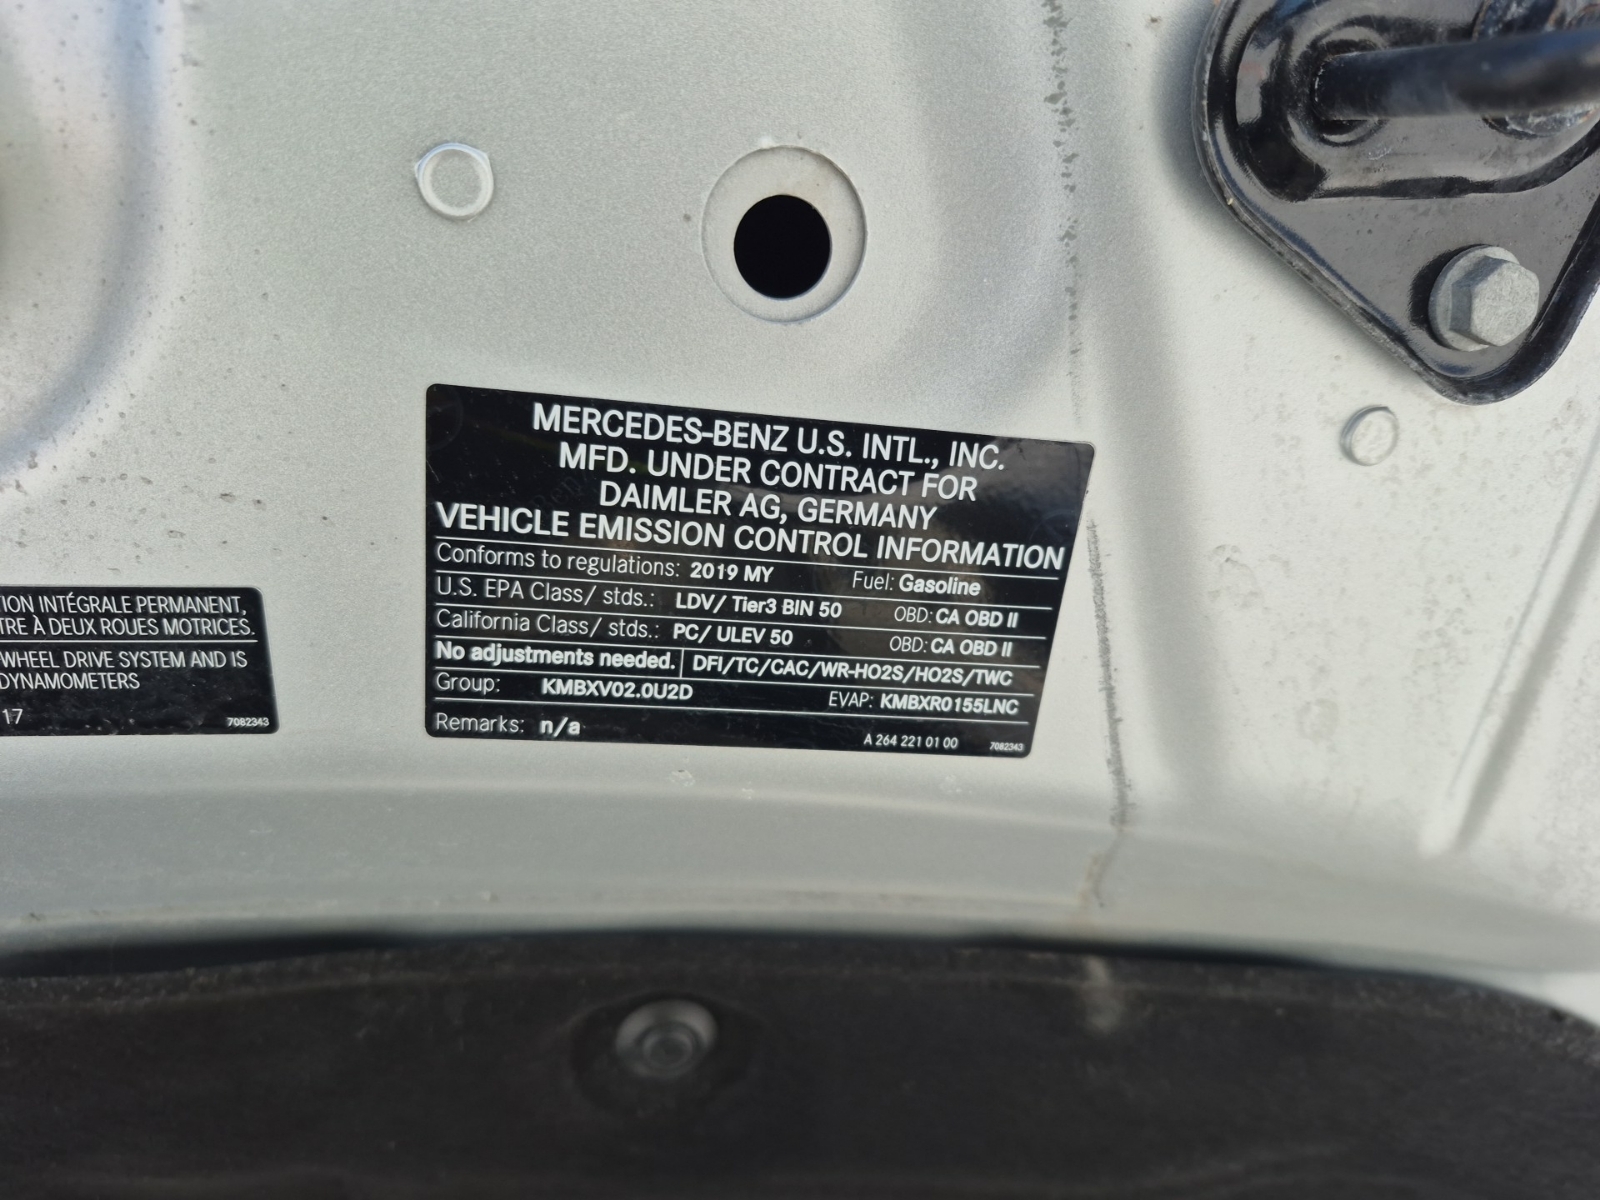 MERCEDES-BENZ U.S. INTL., INC.
MFD. UNDER CONTRACT FOR
DAIMLER AG, GERMANY
VEHICLE EMISSION CONTROL INFORMATION
Conforms to regulations: 2019 MY Fuel: Gasoline
U.S. EPA Class/ stds.: LDV/ Tier3 BIN 50 OBD: CA OBD II
California Class/ stds.: PC/ ULEV 50 OBD: CA OBD II
No adjustments needed. DFI/TC/CAC/WR-HO2S/HO2S/TWC
Group: KMBXV02.0U2D EVAP: KMBXR0155LNC
Remarks: n/a A 264 221 01 00 7082343
ION INTÉGRALE PERMANENT,
TRE À DEUX ROUES MOTRICES.
WHEEL DRIVE SYSTEM AND IS
DYNAMOMETERS
17 7082343